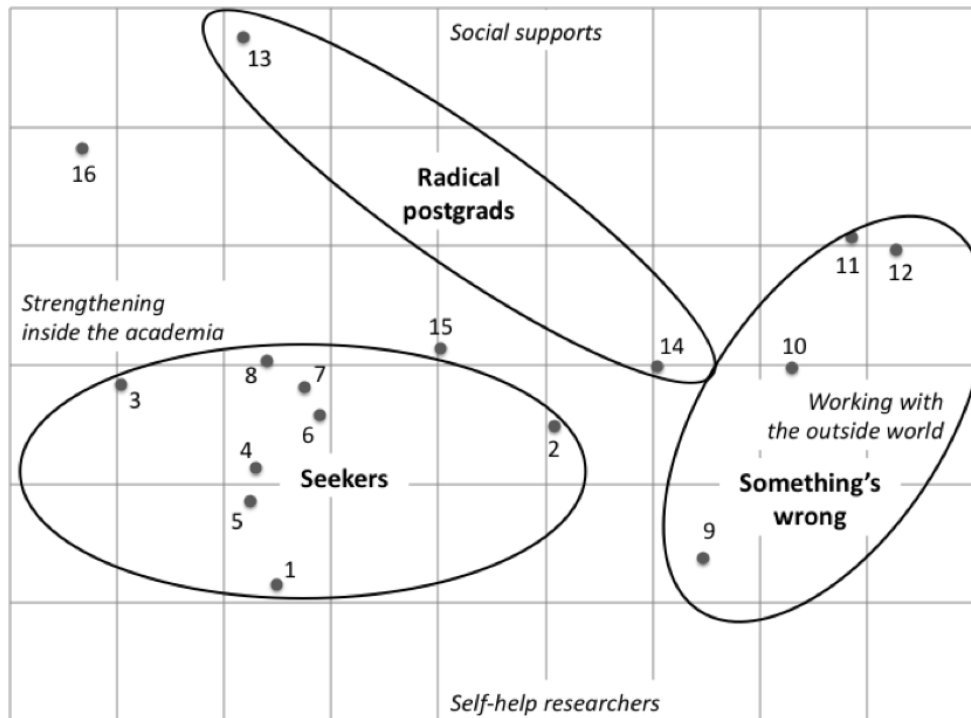 Social supports
13
16
Radical
postgrads
11
12
Strengthening
inside the academia
15
14
10
8
7
3
6
Working with
the outside world
2
4
Seekers
Something's
wrong
5
9
1
Self-help researchers